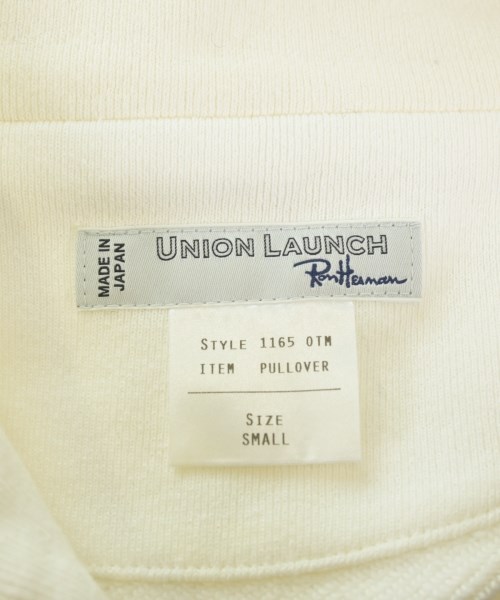 MADE IN
JAPAN
UNION LAUNCH
Ron Herman
STYLE 1165 OTM
ITEM PULLOVER
SIZE
SMALL